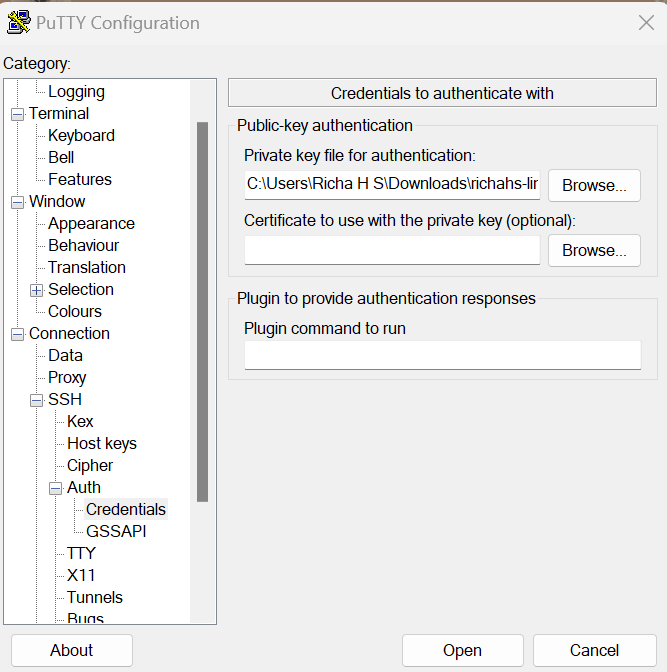 PuTTY Configuration
Category:
Logging
Terminal
Keyboard
Bell
Features
Window
Appearance
Behaviour
Translation
Selection
Colours
Connection
Data
Proxy
SSH
Kex
Host keys
Cipher
Auth
Credentials
GSSAPI
TTY
X11
Tunnels
Bugs
Credentials to authenticate with
Public-key authentication
Private key file for authentication:
C:\Users\Richa H S\Downloads\richahs-lir
Browse...
Certificate to use with the private key (optional):
Browse...
Plugin to provide authentication responses
Plugin command to run
About
Open
Cancel